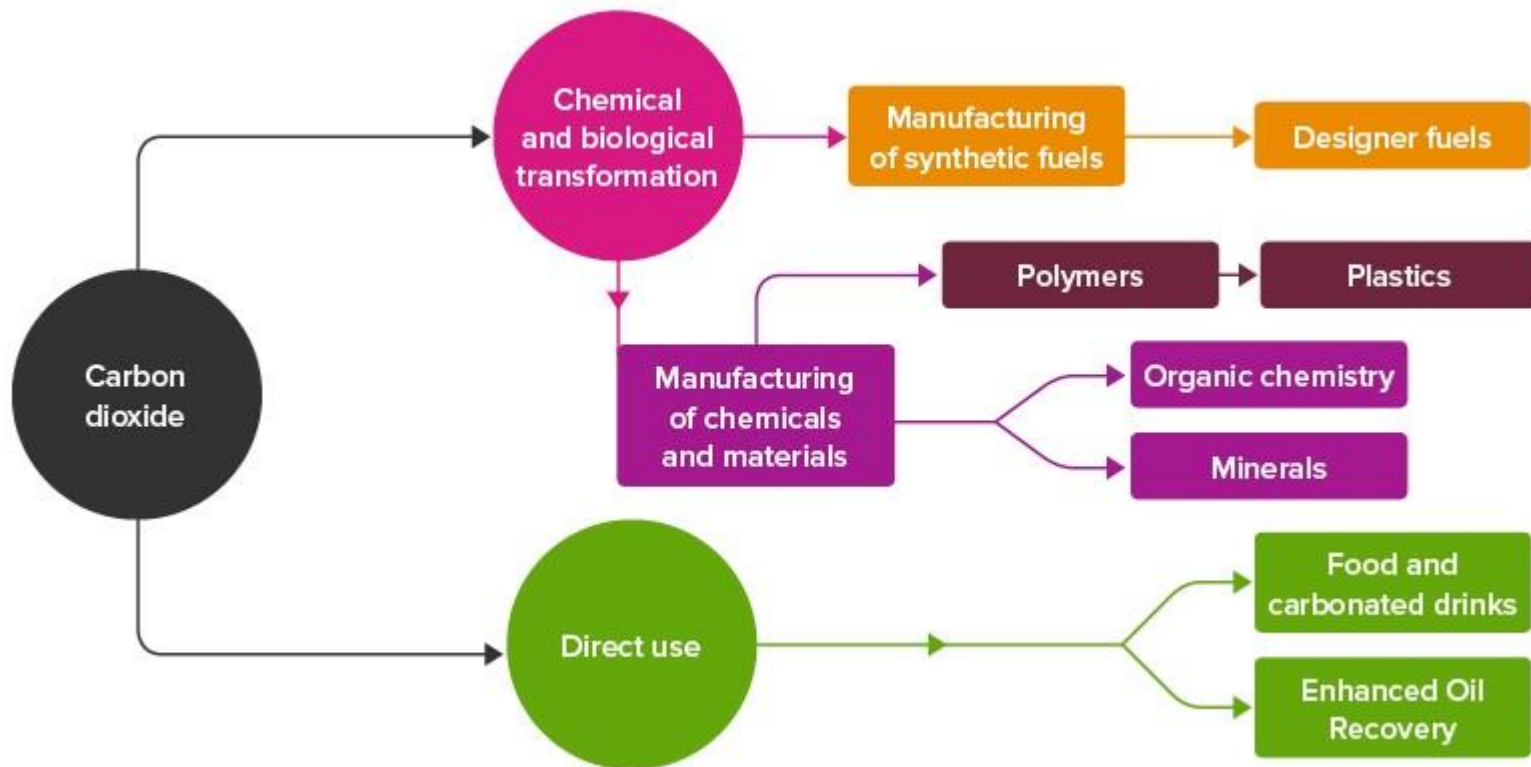 Chemical
and biological
transformation
Manufacturing
of synthetic fuels
Designer fuels
Polymers
Plastics
Carbon
dioxide
Manufacturing
of chemicals
and materials
Organic chemistry
Minerals
Direct use
Food and
carbonated drinks
Enhanced Oil
Recovery